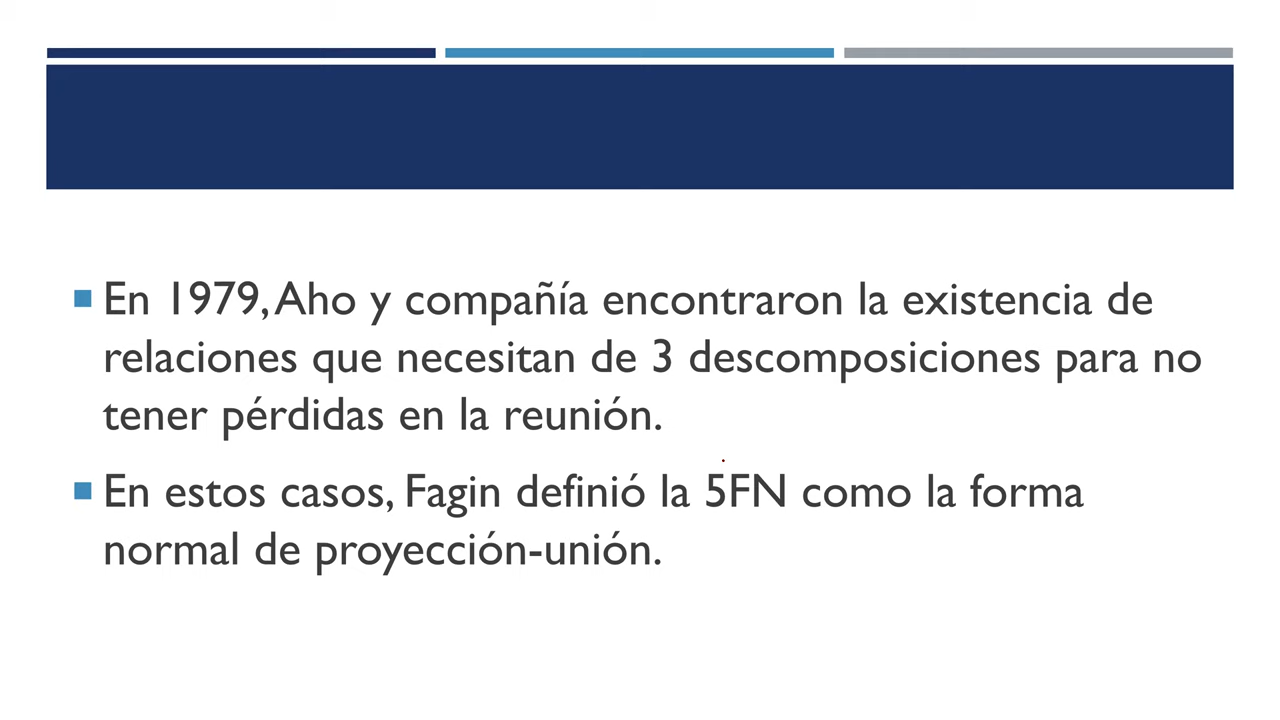 En 1979, Aho y compañía encontraron la existencia de
relaciones que necesitan de 3 descomposiciones para no
tener pérdidas en la reunión.
En estos casos, Fagin definió la 5FN como la forma
normal de proyección-unión.